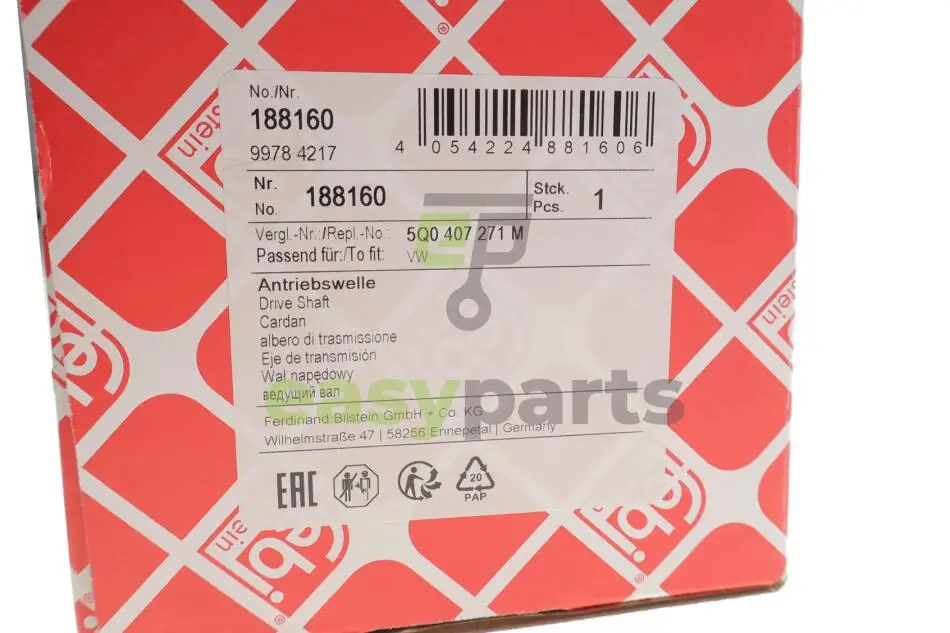 No./Nr.
188160
9978 4217
4 054224 881606
Nr.
No. 188160
Stck.
Pcs. 1
Vergl.-Nr.:/Repl.-No.: 5Q0 407 271 M
Passend für:/To fit: VW
Antriebswelle
Drive Shaft
Cardan
albero di trasmissione
Eje de transmisión
Wał napędowy
ведущий вал
Ferdinand Bilstein GmbH + Co. KG
Wilhelmstraße 47 | 58256 Ennepetal | Germany
EAC
20
PAP
easyparts
febi
bilstein